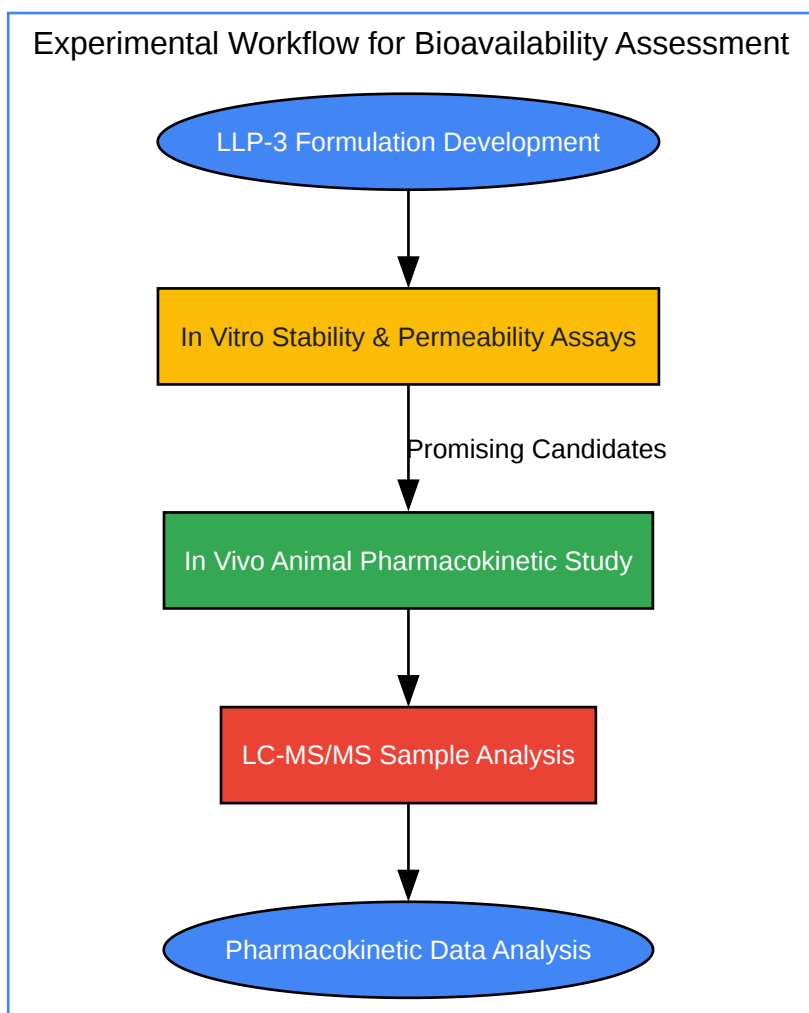 Experimental Workflow for Bioavailability Assessment
LLP-3 Formulation Development
In Vitro Stability & Permeability Assays
Promising Candidates
In Vivo Animal Pharmacokinetic Study
LC-MS/MS Sample Analysis
Pharmacokinetic Data Analysis